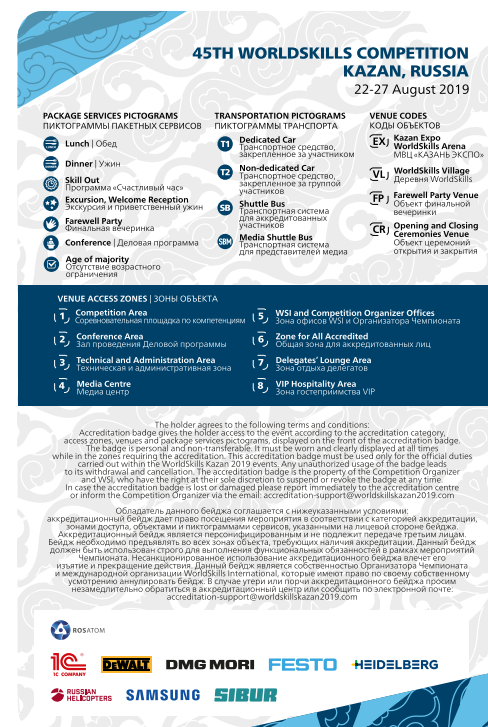 45TH WORLDSKILLS COMPETITION
KAZAN, RUSSIA
22-27 August 2019
PACKAGE SERVICES PICTOGRAMS
ПИКТОГРАММЫ ПАКЕТНЫХ СЕРВИСОВ
Lunch | Обед
Dinner | Ужин
Skill Out
Программа «Счастливый час»
Excursion, Welcome Reception
Экскурсия и приветственный ужин
Farewell Party
Финальная вечеринка
Conference | Деловая программа
Age of majority
Отсутствие возрастного
ограничения
TRANSPORTATION PICTOGRAMS
ПИКТОГРАММЫ ТРАНСПОРТА
T1 Dedicated Car
Транспортное средство,
закрепленное за участником
T2 Non-dedicated Car
Транспортное средство,
закрепленное за группой
участников
SB Shuttle Bus
Транспортная система
для аккредитованных
участников
SBM Media Shuttle Bus
Транспортная система
для представителей медиа
VENUE CODES
КОДЫ ОБЪЕКТОВ
EX Kazan Expo
WorldSkills Arena
МВЦ «КАЗАНЬ ЭКСПО»
VL WorldSkills Village
Деревня WorldSkills
FP Farewell Party Venue
Объект финальной
вечеринки
CR Opening and Closing
Ceremonies Venue
Объект церемоний
открытия и закрытия
VENUE ACCESS ZONES | ЗОНЫ ОБЪЕКТА
1 Competition Area
Соревновательная площадка по компетенциям
2 Conference Area
Зал проведения Деловой программы
3 Technical and Administration Area
Техническая и административная зона
4 Media Centre
Медиа центр
5 WSI and Competition Organizer Offices
Зона офисов WSI и Организатора Чемпионата
6 Zone for All Accredited
Общая зона для аккредитованных лиц
7 Delegates' Lounge Area
Зона отдыха делегатов
8 VIP Hospitality Area
Зона гостеприимства VIP
The holder agrees to the following terms and conditions:
Accreditation badge gives the holder access to the event according to the accreditation category,
access zones, venues and package services pictograms, displayed on the front of the accreditation badge.
The badge is personal and non-transferable. It must be worn and clearly displayed at all times
while in the zones requiring the accreditation. This accreditation badge must be used only for the official duties
carried out within the WorldSkills Kazan 2019 events. Any unauthorized usage of the badge leads
to its withdrawal and cancellation. The accreditation badge is the property of the Competition Organizer
and WSI, who have the right at their sole discretion to suspend or revoke the badge at any time.
In case the accreditation badge is lost or damaged please report immediately to the accreditation centre
or inform the Competition Organizer via the email: accreditation-support@worldskillskazan2019.com
Обладатель данного бейджа соглашается с нижеуказанными условиями:
аккредитационный бейдж дает право посещения мероприятия в соответствии с категорией аккредитации,
зонами доступа, объектами и пиктограммами сервисов, указанными на лицевой стороне бейджа.
Аккредитационный бейдж является персонифицированным и не подлежит передаче третьим лицам.
Бейдж необходимо предъявлять во всех зонах объекта, требующих наличия аккредитации. Данный бейдж
должен быть использован строго для выполнения функциональных обязанностей в рамках мероприятий
Чемпионата. Несанкционированное использование аккредитационного бейджа влечет его
изъятие и прекращение действия. Данный бейдж является собственностью Организатора Чемпионата
и международной организации WorldSkills International, которые имеют право по своему собственному
усмотрению аннулировать бейдж. В случае утери или порчи аккредитационного бейджа просим
незамедлительно обратиться в аккредитационный центр или сообщить по электронной почте:
accreditation-support@worldskillskazan2019.com
ROSATOM
1C
1C COMPANY
DEWALT
DMG MORI
FESTO
HEIDELBERG
RUSSIAN
HELICOPTERS
SAMSUNG
SIBUR